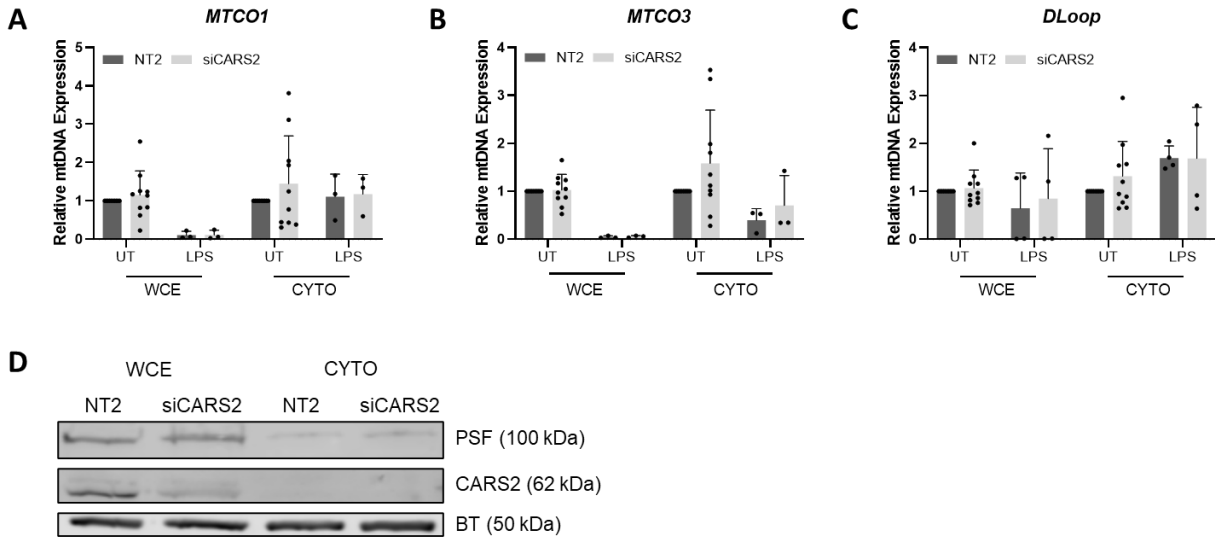 A
MTCO1
Relative mtDNA Expression
5
4
3
2
1
0
NT2 siCARS2
UT LPS UT LPS
WCE CYTO
B
MTCO3
Relative mtDNA Expression
4
3
2
1
0
NT2 siCARS2
UT LPS UT LPS
WCE CYTO
C
DLoop
Relative mtDNA Expression
4
3
2
1
0
NT2 siCARS2
UT LPS UT LPS
WCE CYTO
D
WCE CYTO
NT2 siCARS2 NT2 siCARS2
PSF (100 kDa)
CARS2 (62 kDa)
BT (50 kDa)